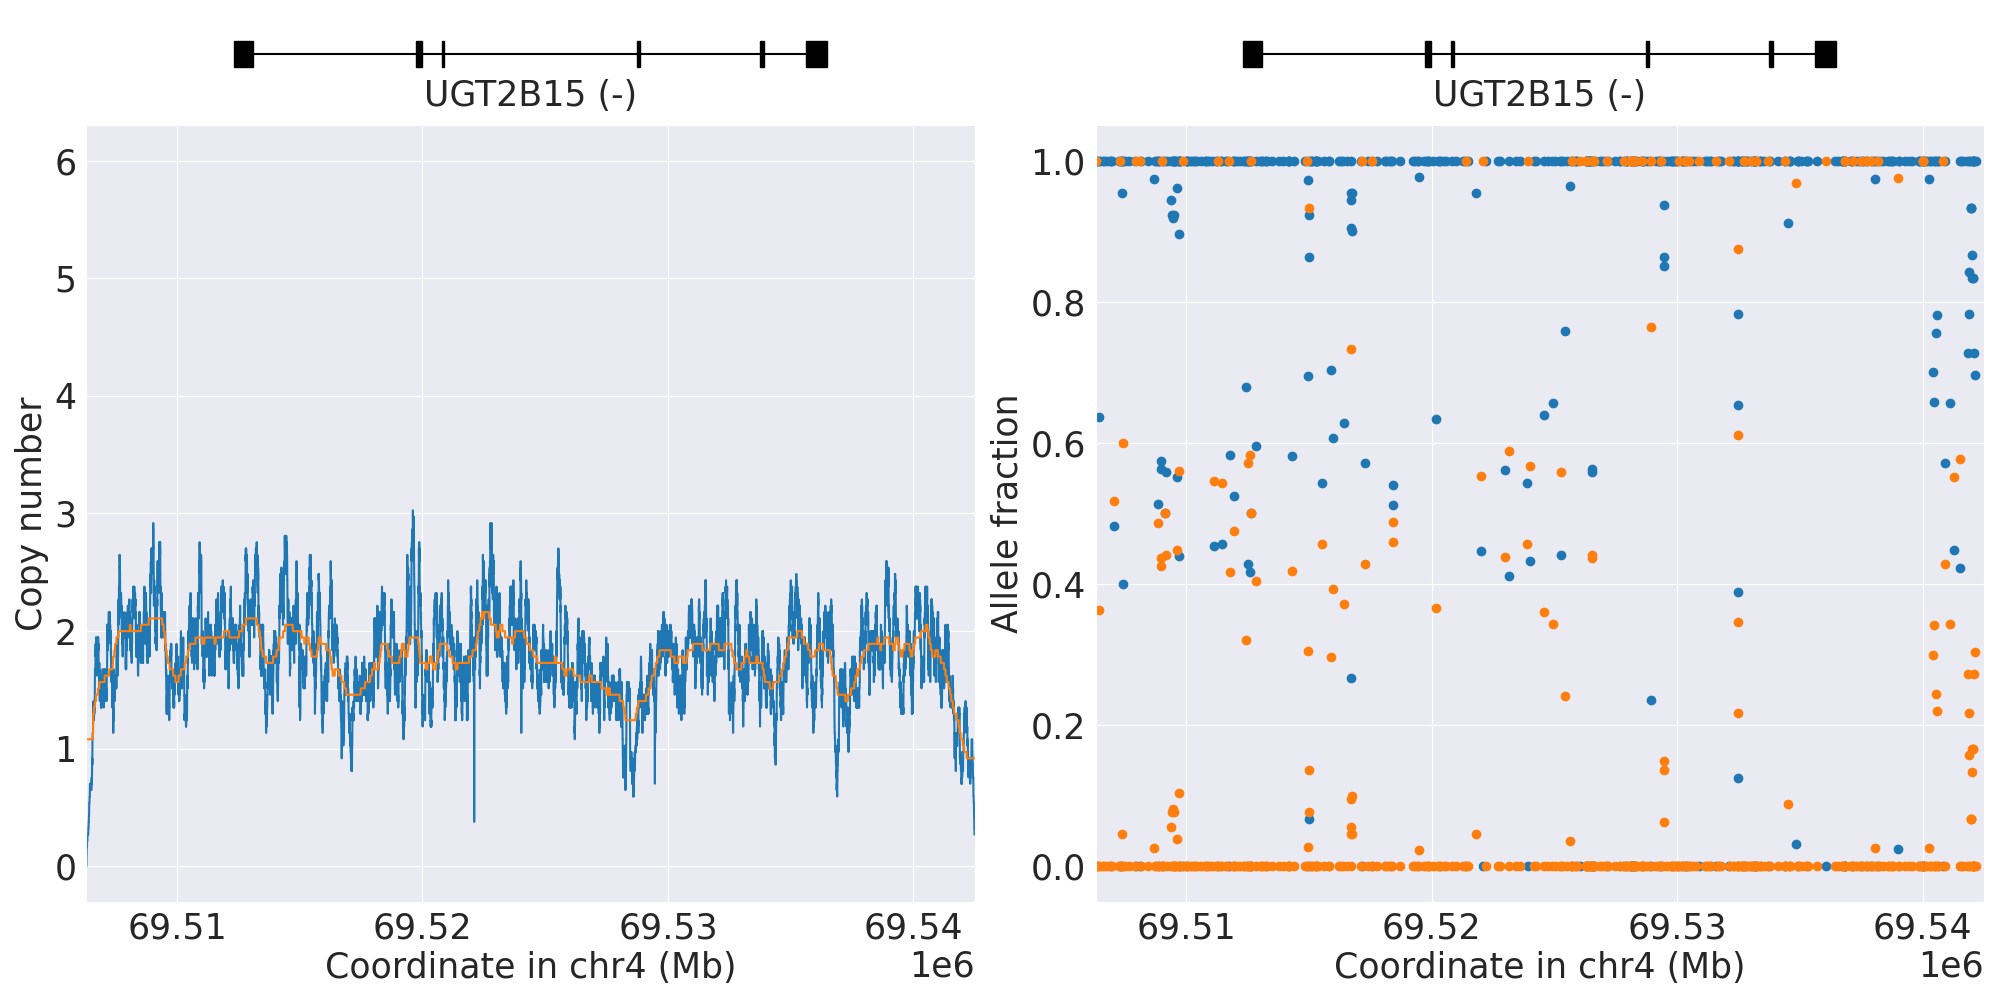 UGT2B15 (-)
6
5
4
3
2
1
0
Copy number
69.51 69.52 69.53 69.54
Coordinate in chr4 (Mb) 1e6
UGT2B15 (-)
1.0
0.8
0.6
0.4
0.2
0.0
Allele fraction
69.51 69.52 69.53 69.54
Coordinate in chr4 (Mb) 1e6